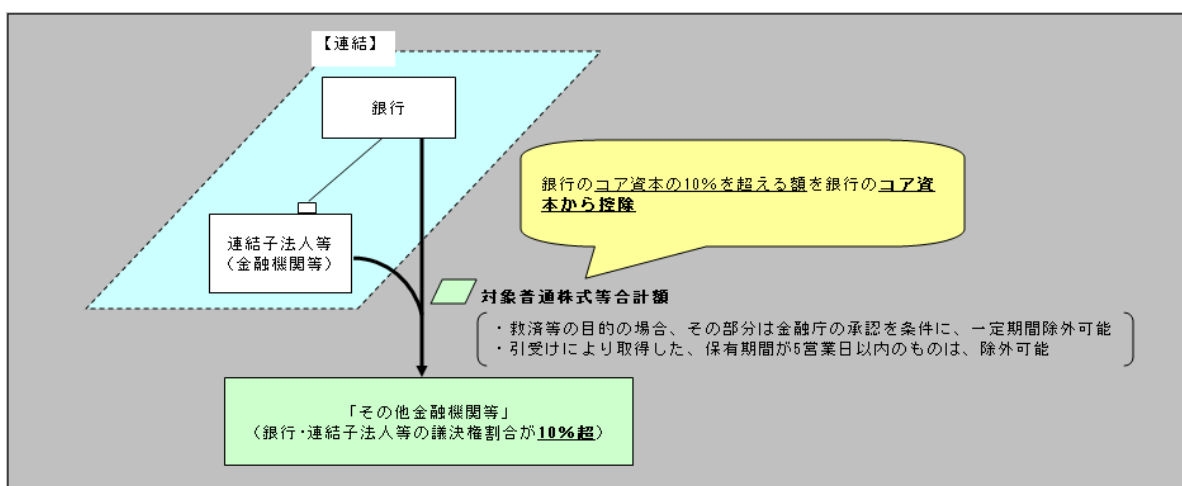 【連結】
銀行
銀行のコア資本の10%を超える額を銀行のコア資
本から控除
連結子法人等
（金融機関等）
対象普通株式等合計額
・救済等の目的の場合、その部分は金融庁の承認を条件に、一定期間除外可能
・引受けにより取得した、保有期間が5営業日以内のものは、除外可能
「その他金融機関等」
（銀行・連結子法人等の議決権割合が10%超）